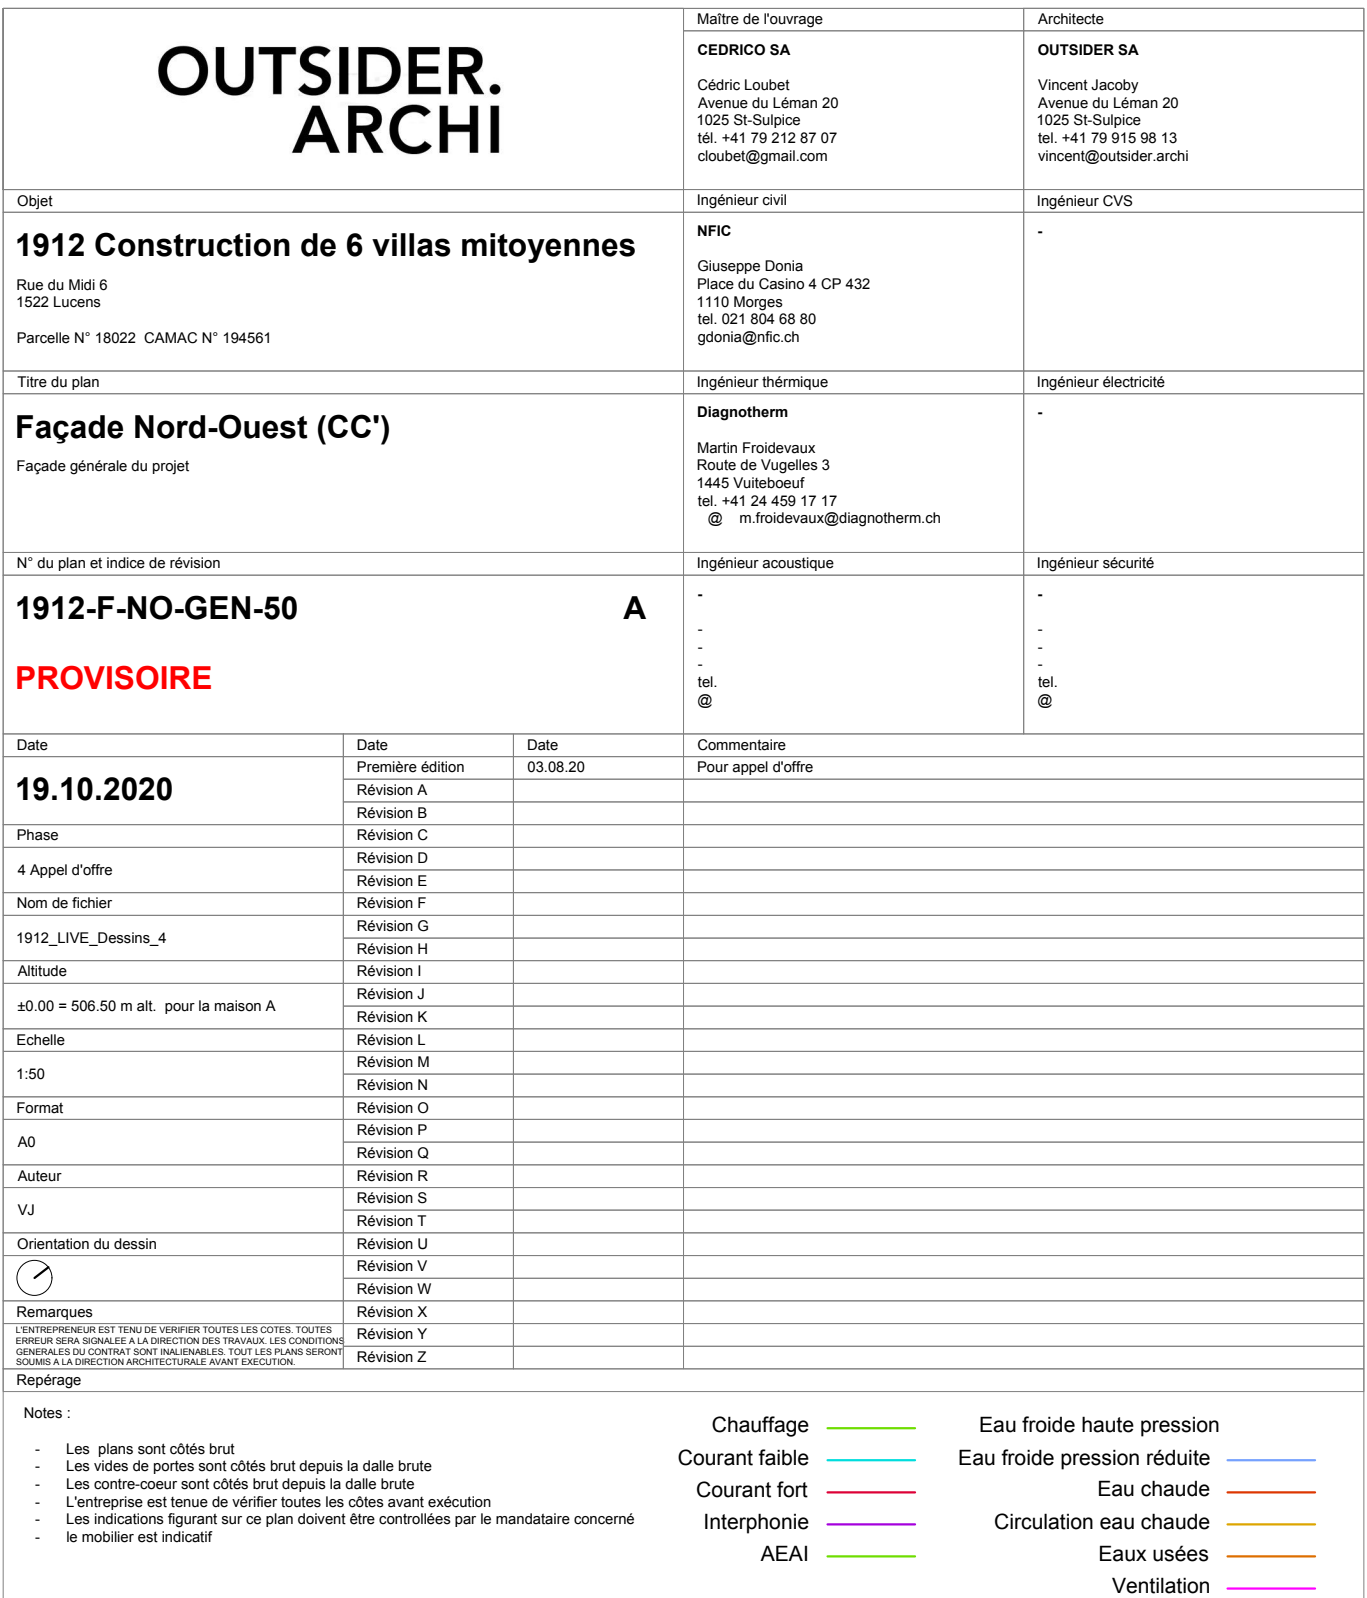 OUTSIDER.
ARCHI
Maître de l'ouvrage
CEDRICO SA
Cédric Loubet
Avenue du Léman 20
1025 St-Sulpice
tél. +41 79 212 87 07
cloubet@gmail.com
Architecte
OUTSIDER SA
Vincent Jacoby
Avenue du Léman 20
1025 St-Sulpice
tel. +41 79 915 98 13
vincent@outsider.archi
Objet
1912 Construction de 6 villas mitoyennes
Rue du Midi 6
1522 Lucens
Parcelle N° 18022 CAMAC N° 194561
Ingénieur civil
NFIC
Giuseppe Donia
Place du Casino 4 CP 432
1110 Morges
tel. 021 804 68 80
gdonia@nfic.ch
Ingénieur CVS
-
Titre du plan
Façade Nord-Ouest (CC')
Façade générale du projet
Ingénieur thérmique
Diagnotherm
Martin Froidevaux
Route de Vugelles 3
1445 Vuiteboeuf
tel. +41 24 459 17 17
@ m.froidevaux@diagnotherm.ch
Ingénieur électricité
-
N° du plan et indice de révision
1912-F-NO-GEN-50 A
PROVISOIRE
Ingénieur acoustique
-
-
-
-
tel.
@
Ingénieur sécurité
-
-
-
-
tel.
@
Date
19.10.2020
Phase
4 Appel d'offre
Nom de fichier
1912_LIVE_Dessins_4
Altitude
±0.00 = 506.50 m alt. pour la maison A
Echelle
1:50
Format
A0
Auteur
VJ
Orientation du dessin
Remarques
L'ENTREPRENEUR EST TENU DE VERIFIER TOUTES LES COTES. TOUTES
ERREUR SERA SIGNALEE A LA DIRECTION DES TRAVAUX. LES CONDITIONS
GENERALES DU CONTRAT SONT INALIENABLES. TOUT LES PLANS SERONT
SOUMIS A LA DIRECTION ARCHITECTURALE AVANT EXECUTION.
Date Date Commentaire
Première édition 03.08.20 Pour appel d'offre
Révision A
Révision B
Révision C
Révision D
Révision E
Révision F
Révision G
Révision H
Révision I
Révision J
Révision K
Révision L
Révision M
Révision N
Révision O
Révision P
Révision Q
Révision R
Révision S
Révision T
Révision U
Révision V
Révision W
Révision X
Révision Y
Révision Z
Repérage
Notes :
- Les plans sont côtés brut
- Les vides de portes sont côtés brut depuis la dalle brute
- Les contre-coeur sont côtés brut depuis la dalle brute
- L'entreprise est tenue de vérifier toutes les côtes avant exécution
- Les indications figurant sur ce plan doivent être controllées par le mandataire concerné
- le mobilier est indicatif
Chauffage
Courant faible
Courant fort
Interphonie
AEAI
Eau froide haute pression
Eau froide pression réduite
Eau chaude
Circulation eau chaude
Eaux usées
Ventilation